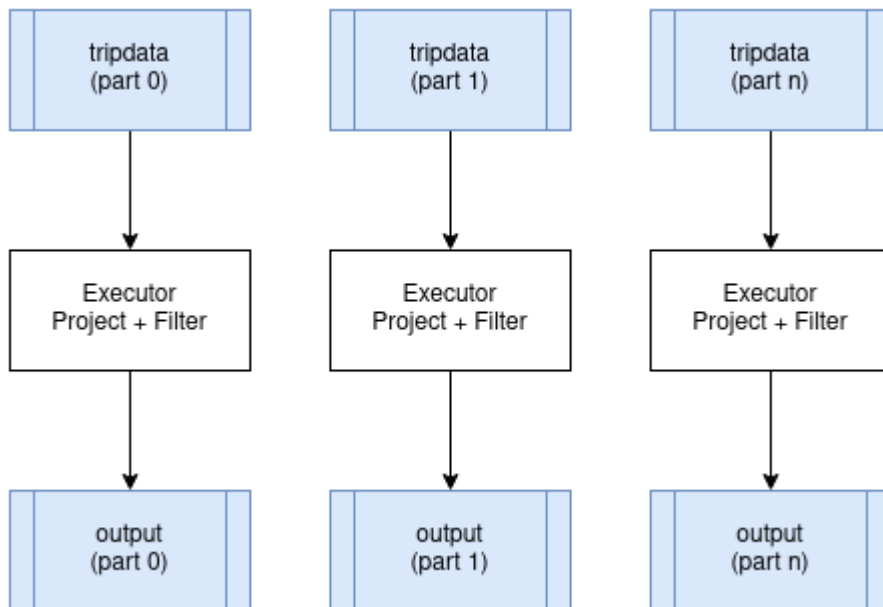 tripdata
(part 0)
tripdata
(part 1)
tripdata
(part n)
Executor
Project + Filter
Executor
Project + Filter
Executor
Project + Filter
output
(part 0)
output
(part 1)
output
(part n)